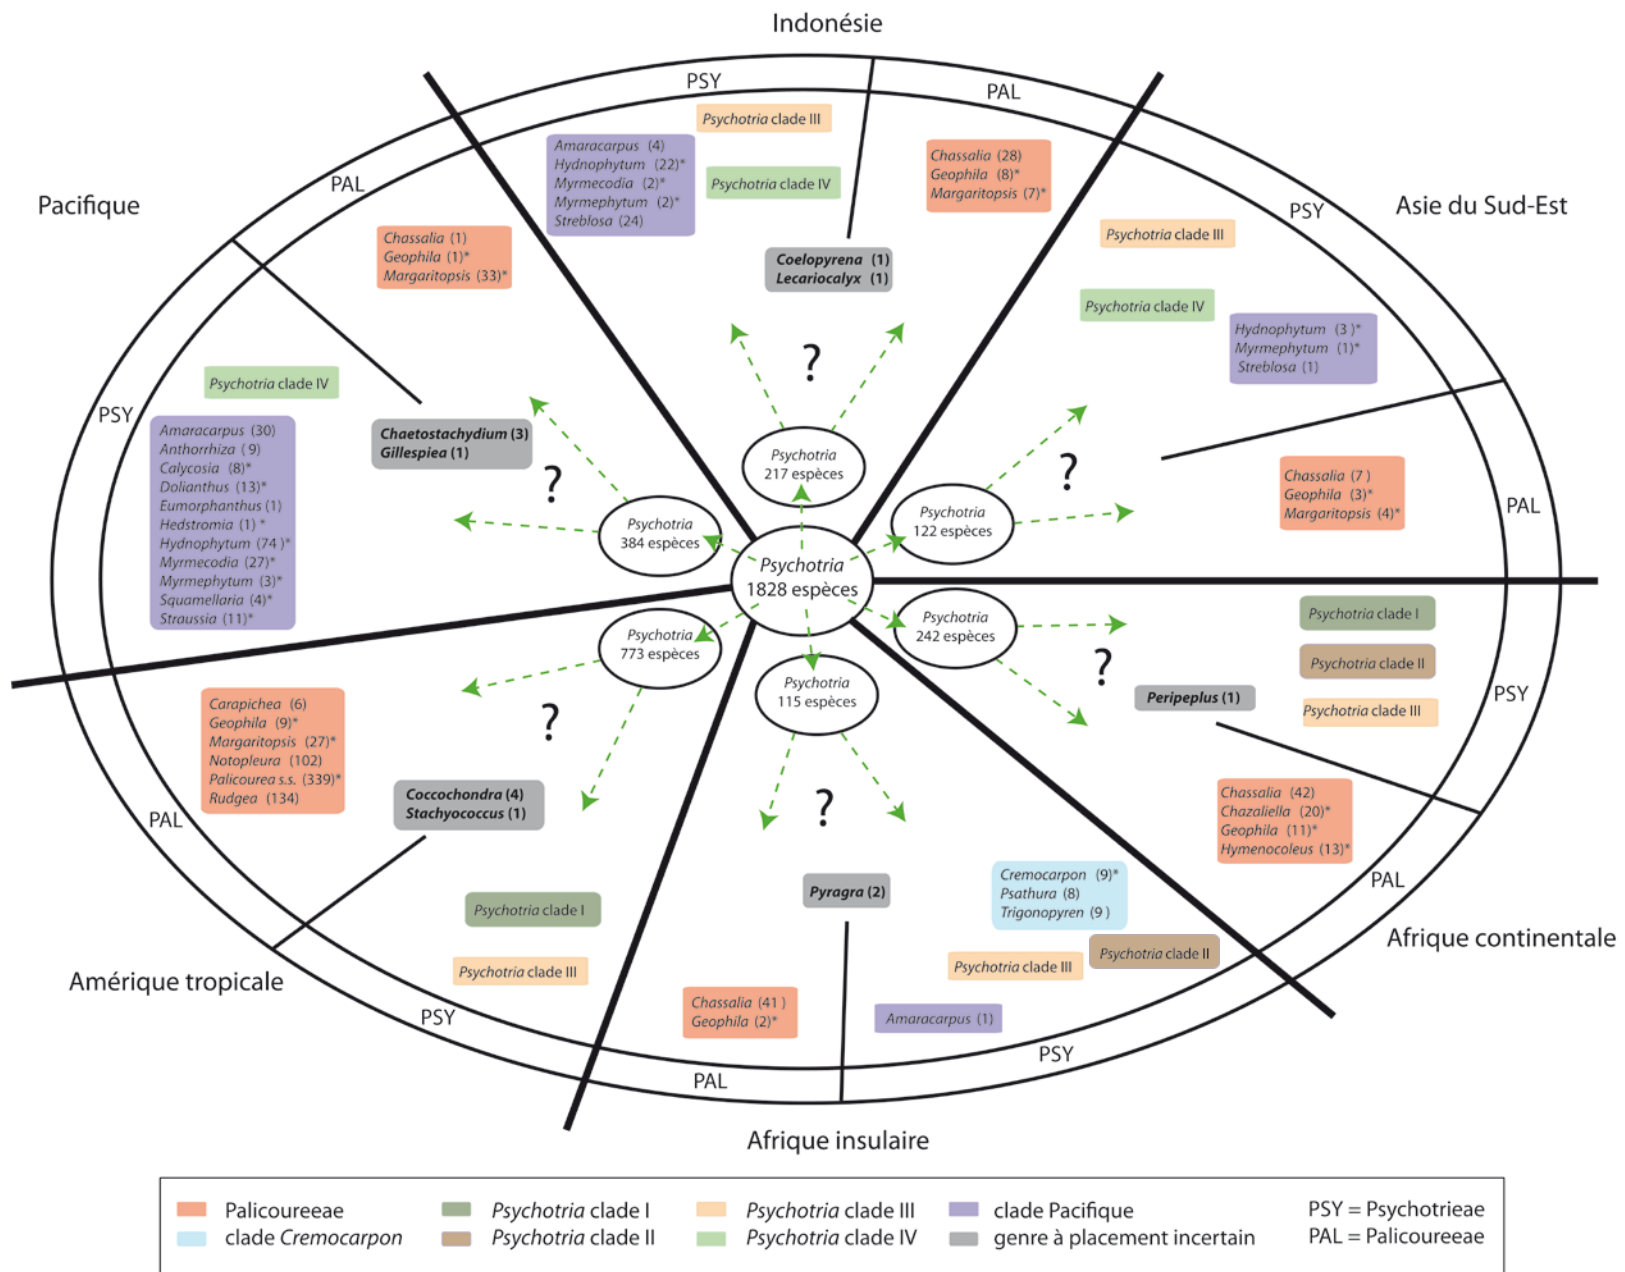 Indonésie
PSY
PAL
Psychotria clade III
Amaracarpus (4)
Hydnophytum (22)*
Myrmecodia (2)*
Myrmephytum (2)*
Streblosa (24)
Psychotria clade IV
Chassalia (28)
Geophila (8)*
Margaritopsis (7)*
Coelopyrena (1)
Lecariocalyx (1)
?
Psychotria
217 espèces
Asie du Sud-Est
PSY
Psychotria clade III
Psychotria clade IV
Hydnophytum (3 )*
Myrmephytum (1)*
Streblosa (1)
?
Psychotria
122 espèces
Chassalia (7 )
Geophila (3)*
Margaritopsis (4)*
PAL
Pacifique
PAL
Chassalia (1)
Geophila (1)*
Margaritopsis (33)*
PSY
Psychotria clade IV
Amaracarpus (30)
Anthorrhiza ( 9)
Calycosia (8)*
Dolianthus (13)*
Eumorphanthus (1)
Hedstromia (1) *
Hydnophytum (74 )*
Myrmecodia (27)*
Myrmephytum (3)*
Squamellaria (4)*
Straussia (11)*
Chaetostachydium (3)
Gillespiea (1)
?
Psychotria
384 espèces
Psychotria
1828 espèces
Psychotria
242 espèces
?
Psychotria clade I
Psychotria clade II
Psychotria clade III
PSY
Peripeplus (1)
Chassalia (42)
Chazaliella (20)*
Geophila (11)*
Hymenocoleus (13)*
PAL
Afrique continentale
Psychotria
773 espèces
?
Carapichea (6)
Geophila (9)*
Margaritopsis (27)*
Notopleura (102)
Palicourea s.s. (339)*
Rudgea (134)
Coccochondra (4)
Stachyococcus (1)
PAL
Psychotria clade I
Psychotria clade III
PSY
Amérique tropicale
Psychotria
115 espèces
?
Pyragra (2)
Cremocarpon (9)*
Psathura (8)
Trigonopyren (9 )
Psychotria clade II
Psychotria clade III
Amaracarpus (1)
Chassalia (41 )
Geophila (2)*
PSY
PAL
Afrique insulaire
Palicoureeae
Psychotria clade I
Psychotria clade III
clade Pacifique
PSY = Psychotrieae
clade Cremocarpon
Psychotria clade II
Psychotria clade IV
genre à placement incertain
PAL = Palicoureeae